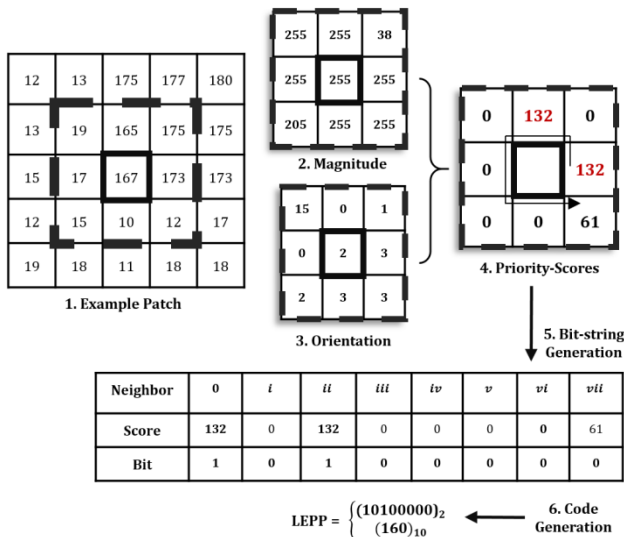 12 13 175 177 180
13 19 165 175 175
15 17 167 173 173
12 15 10 12 17
19 18 11 18 18
1. Example Patch
255 255 38
255 255 255
205 255 255
2. Magnitude
15 0 1
0 2 3
2 3 3
3. Orientation
0 132 0
0 132
0 0 61
4. Priority-Scores
5. Bit-string
Generation
Neighbor 0 i ii iii iv v vi vii
Score 132 0 132 0 0 0 0 61
Bit 1 0 1 0 0 0 0 0
LEPP = { (10100000)2
(160)10
6. Code
Generation